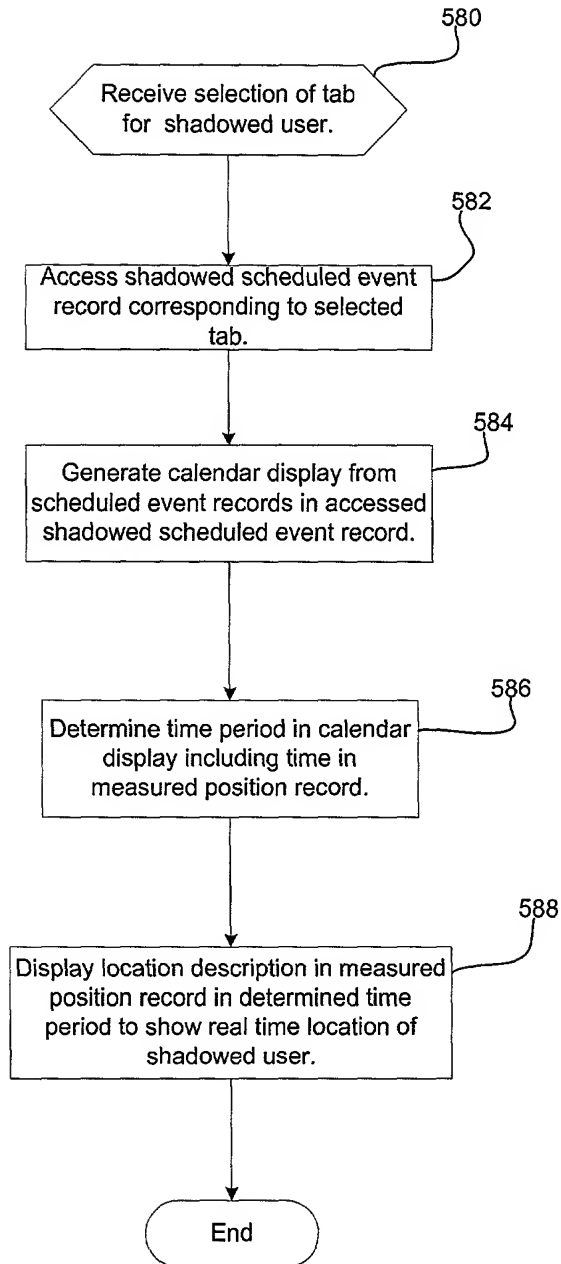 580
Receive selection of tab
for shadowed user.
582
Access shadowed scheduled event
record corresponding to selected
tab.
584
Generate calendar display from
scheduled event records in accessed
shadowed scheduled event record.
586
Determine time period in calendar
display including time in
measured position record.
588
Display location description in measured
position record in determined time
period to show real time location of
shadowed user.
End